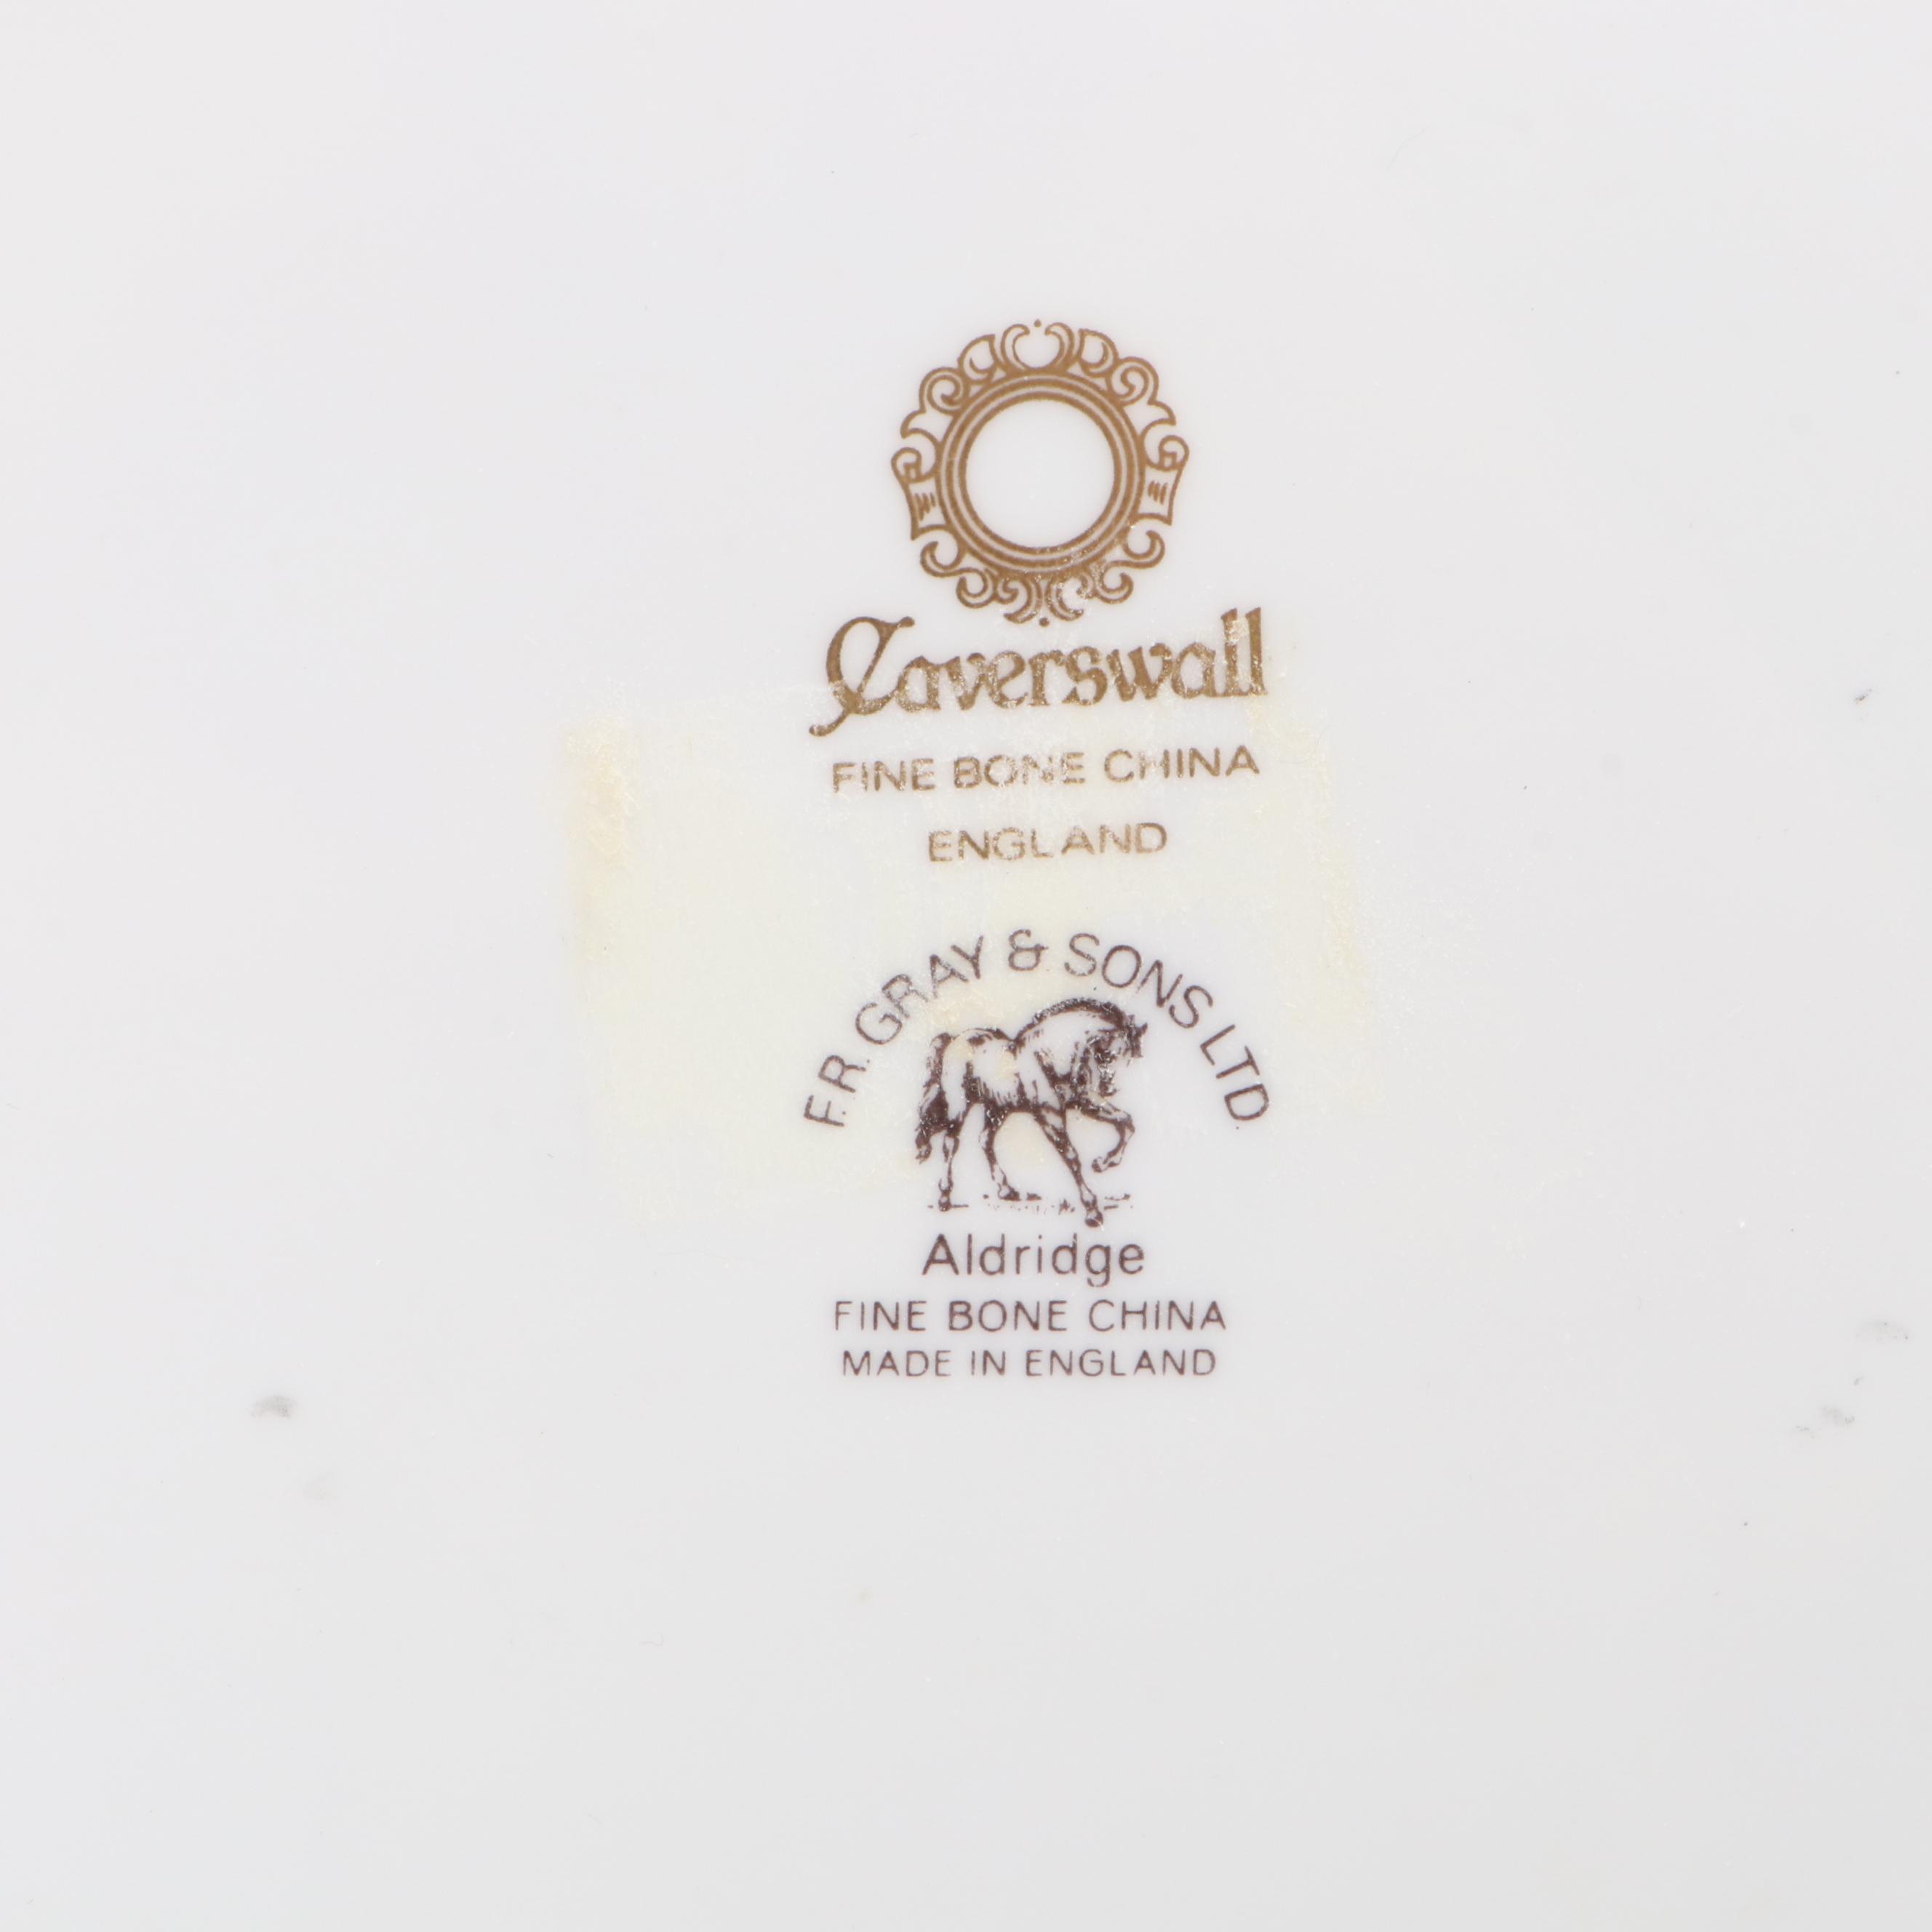 Caverswall
FINE BONE CHINA
ENGLAND
F.R. GRAY & SONS LTD
Aldridge
FINE BONE CHINA
MADE IN ENGLAND